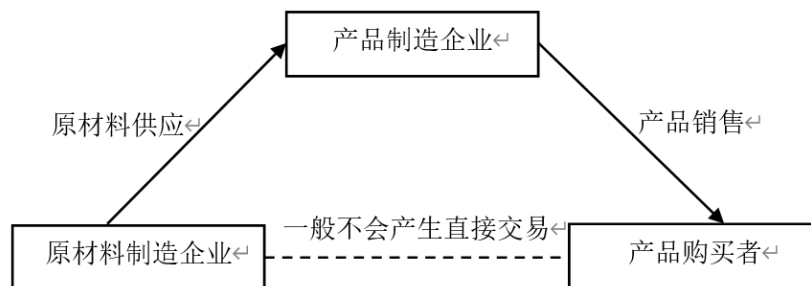 产品制造企业↵
原材料供应↵
产品销售↵
一般不会产生直接交易↵
原材料制造企业↵
产品购买者↵